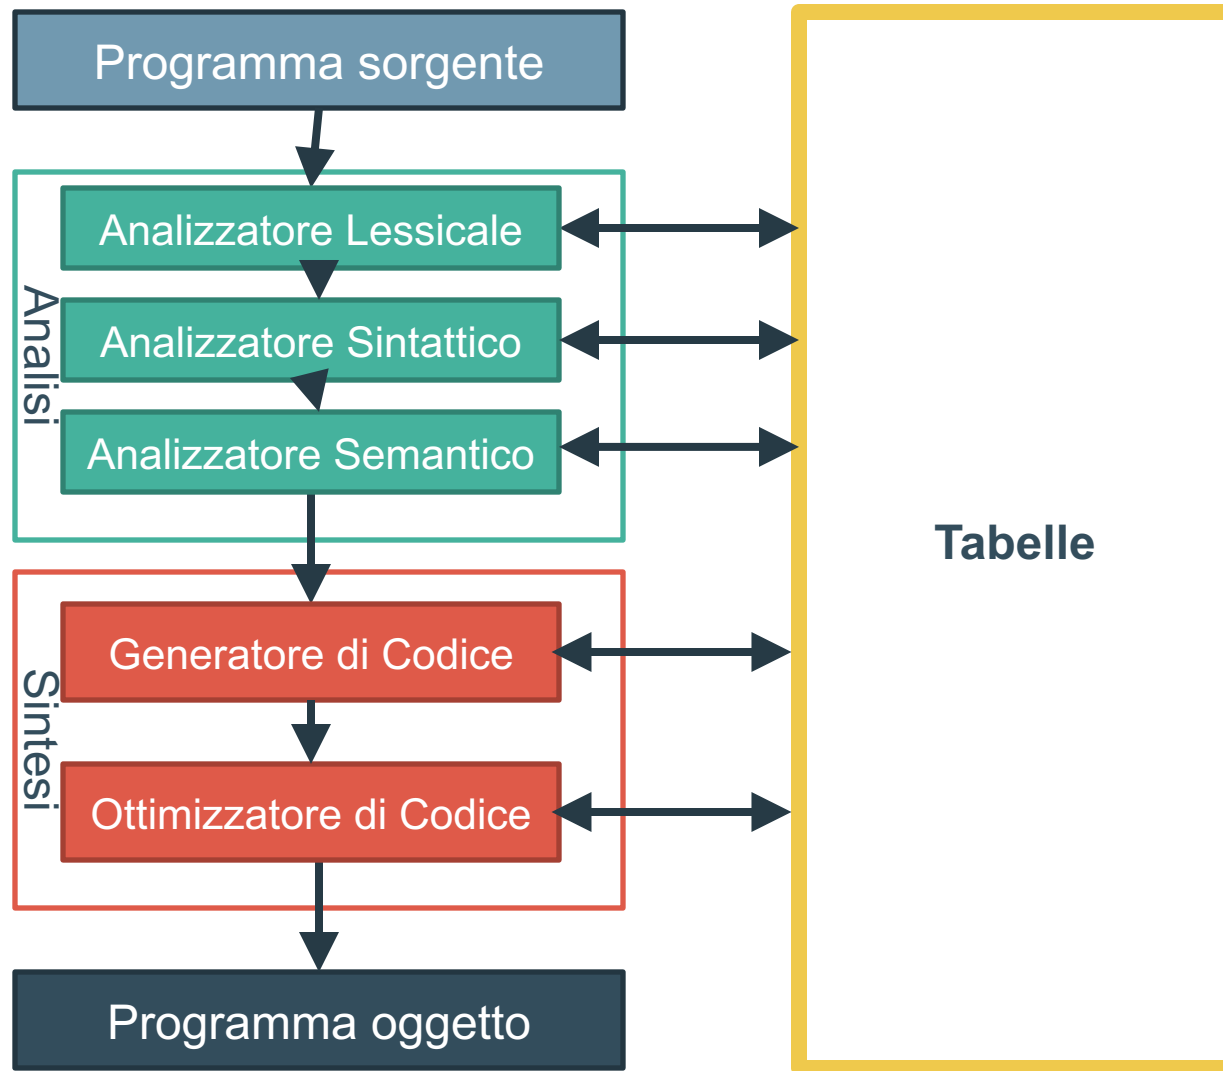 Programma sorgente
Analisi
Analizzatore Lessicale
Analizzatore Sintattico
Analizzatore Semantico
Tabelle
Sintesi
Generatore di Codice
Ottimizzatore di Codice
Programma oggetto